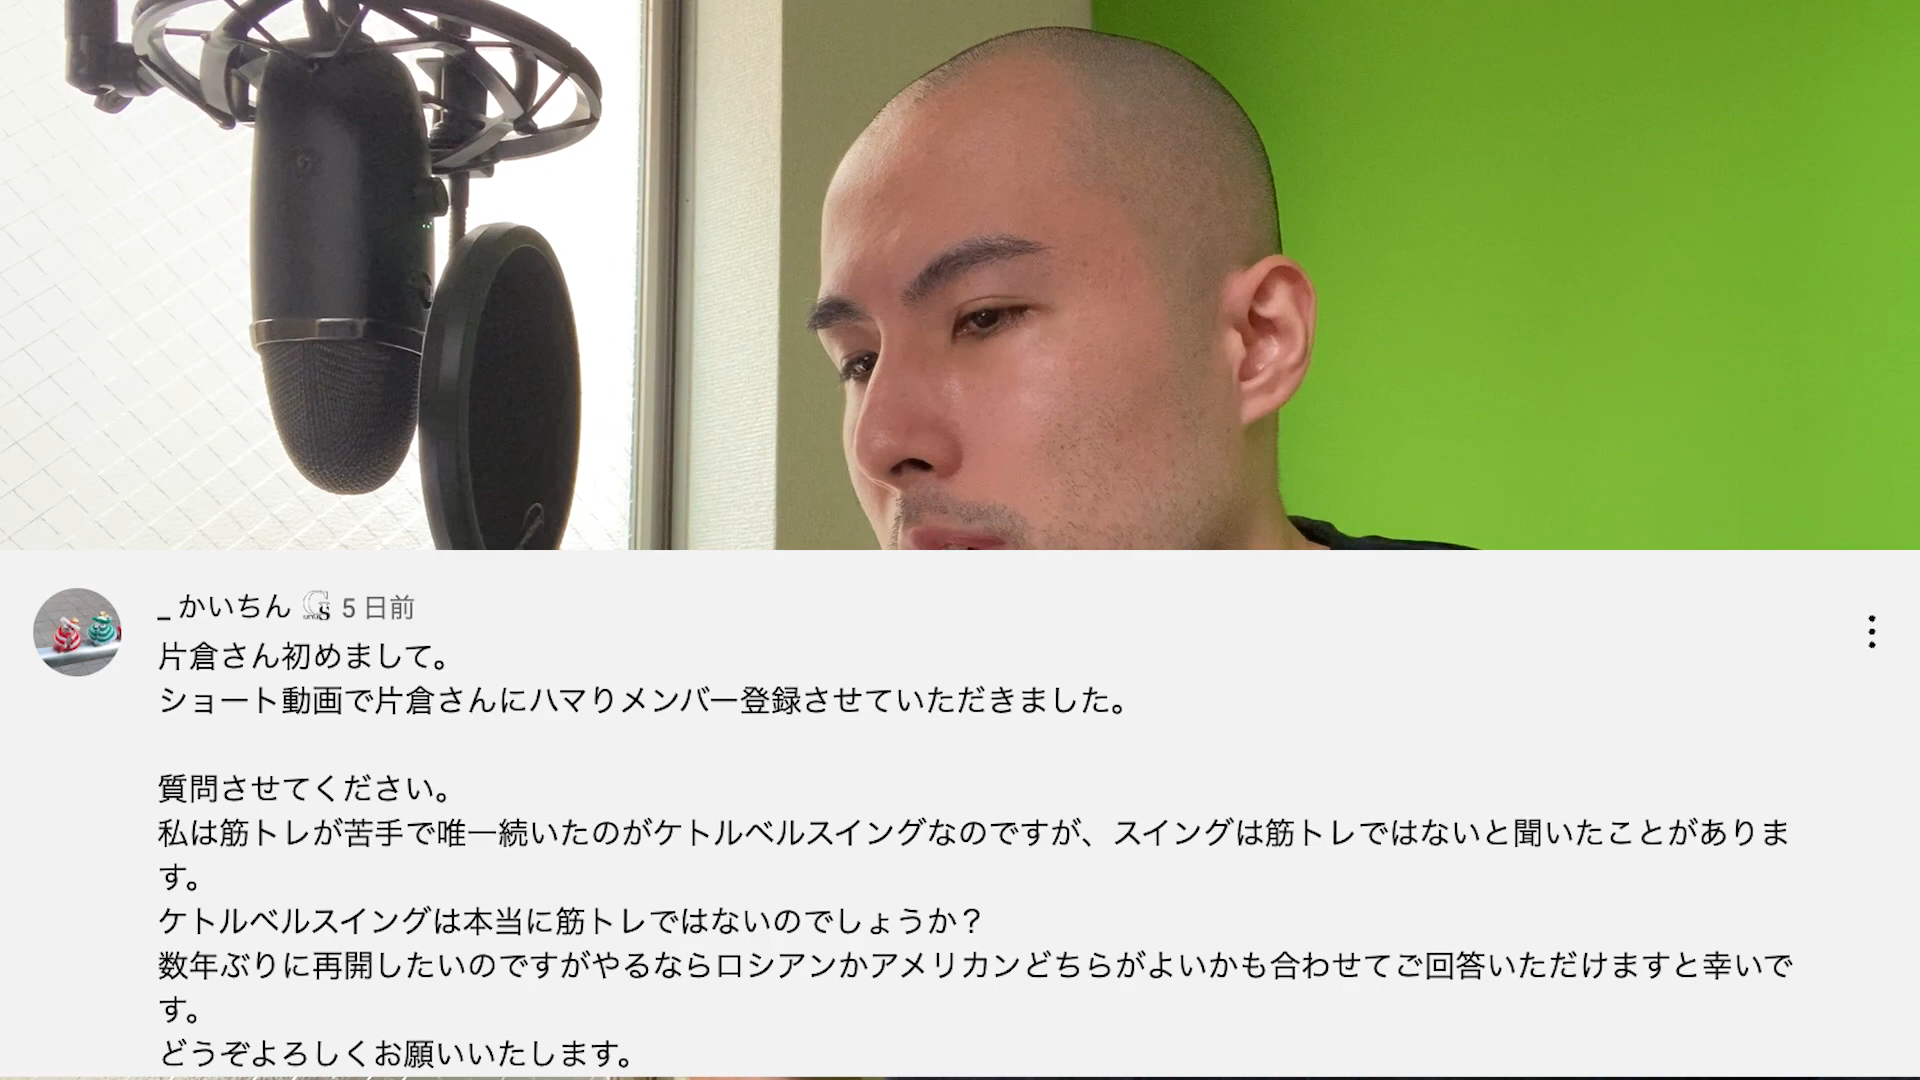 _ かいちん 5 日前
片倉さん初めまして。
ショート動画で片倉さんにハマりメンバー登録させていただきました。
質問させてください。
私は筋トレが苦手で唯一続いたのがケトルベルスイングなのですが、スイングは筋トレではないと聞いたことがありま
す。
ケトルベルスイングは本当に筋トレではないのでしょうか？
数年ぶりに再開したいのですがやるならロシアンかアメリカンどちらがよいかも合わせてご回答いただけますと幸いで
す。
どうぞよろしくお願いいたします。